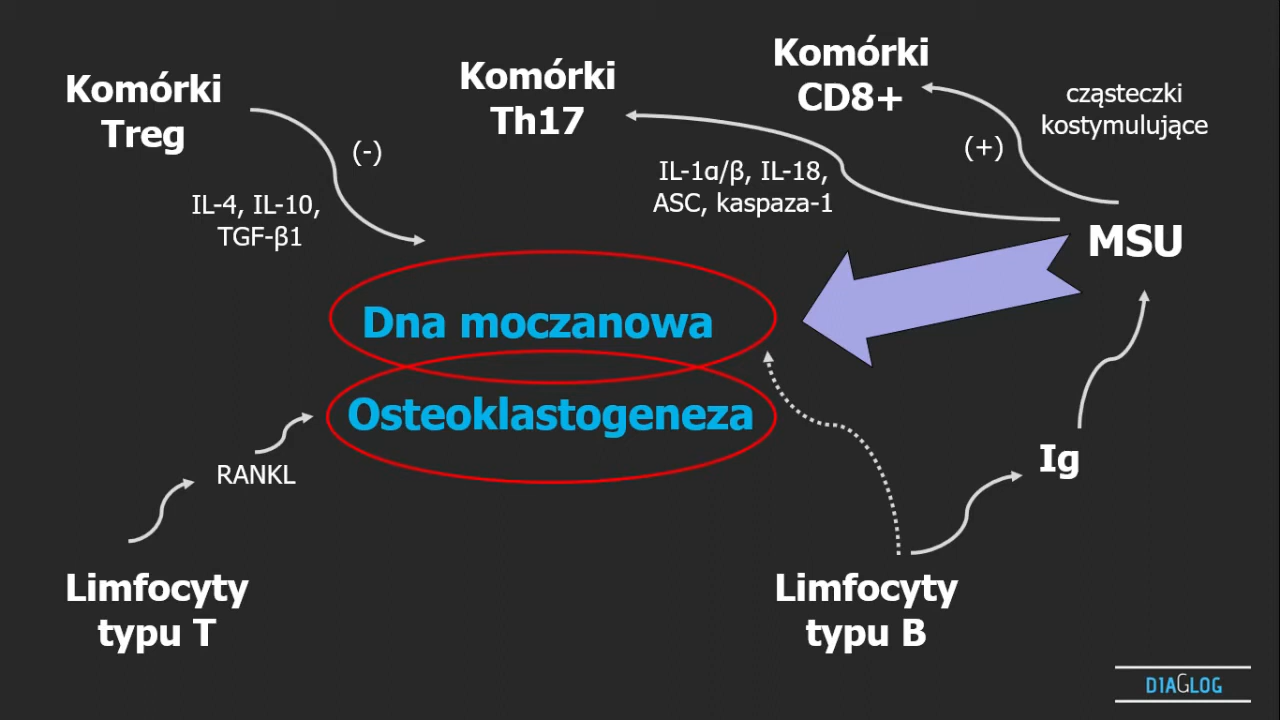 Komórki
Treg
Komórki
Th17
Komórki
CD8+
cząsteczki
kostymulujące
(-)
(+)
IL-4, IL-10,
TGF-β1
IL-1α/β, IL-18,
ASC, kaspaza-1
MSU
Dna moczanowa
Osteoklastogeneza
RANKL
Ig
Limfocyty
typu T
Limfocyty
typu B
DIAGLOG